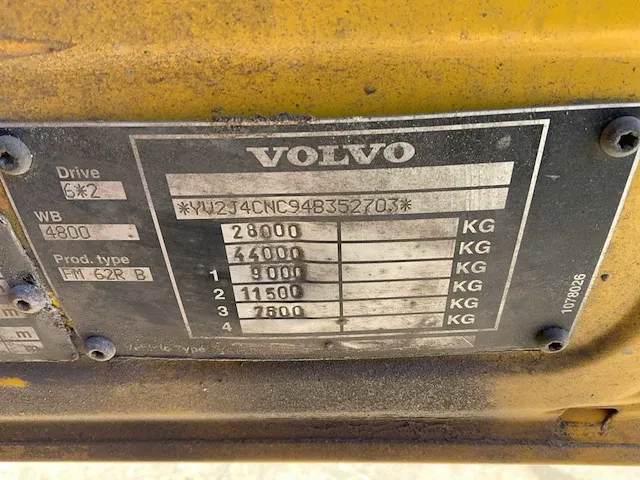 VOLVO
Drive
6*2
*YV2J4CNC94B352703*
WB
4800
28000 KG
44000 KG
Prod. type
FM 62R B
1 9000 KG
2 11500 KG
3 7500 KG
4 KG
1078026
m
m